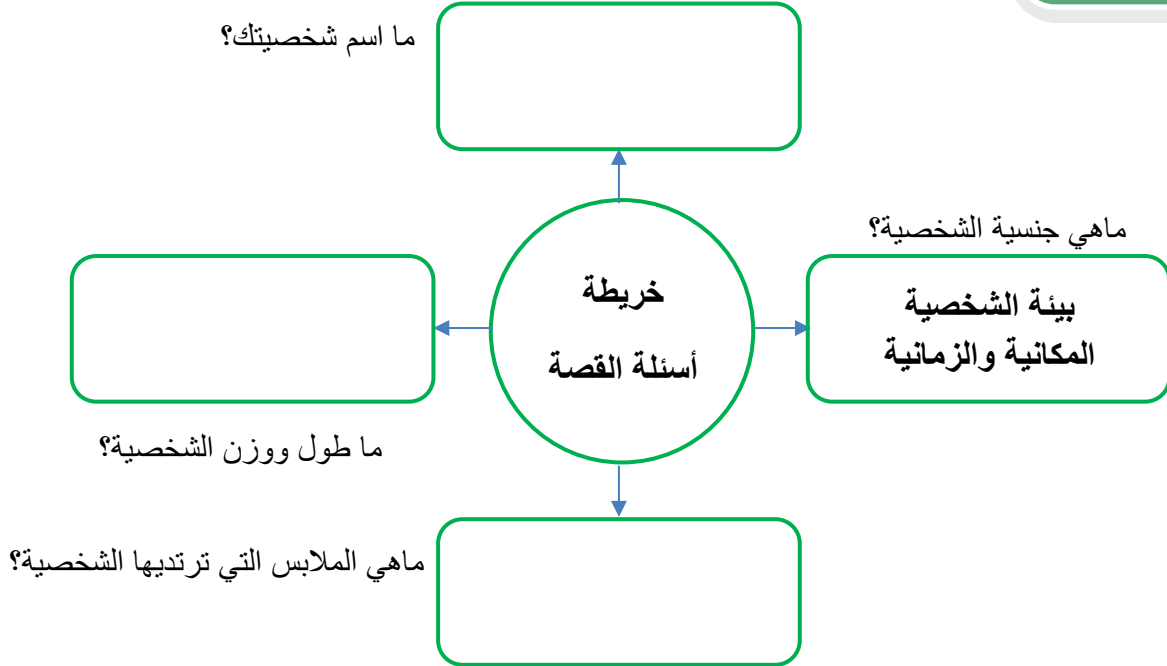 ما اسم شخصيتك؟
ماهي جنسية الشخصية؟
بيئة الشخصية
المكانية والزمانية
خريطة
أسئلة القصة
ما طول ووزن الشخصية؟
ماهي الملابس التي ترتديها الشخصية؟